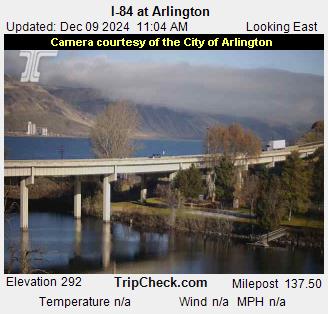 I-84 at Arlington
Updated: Dec 09 2024 11:04 AM Looking East
Camera courtesy of the City of Arlington
Elevation 292 TripCheck.com Milepost 137.50
Temperature n/a Wind n/a MPH n/a